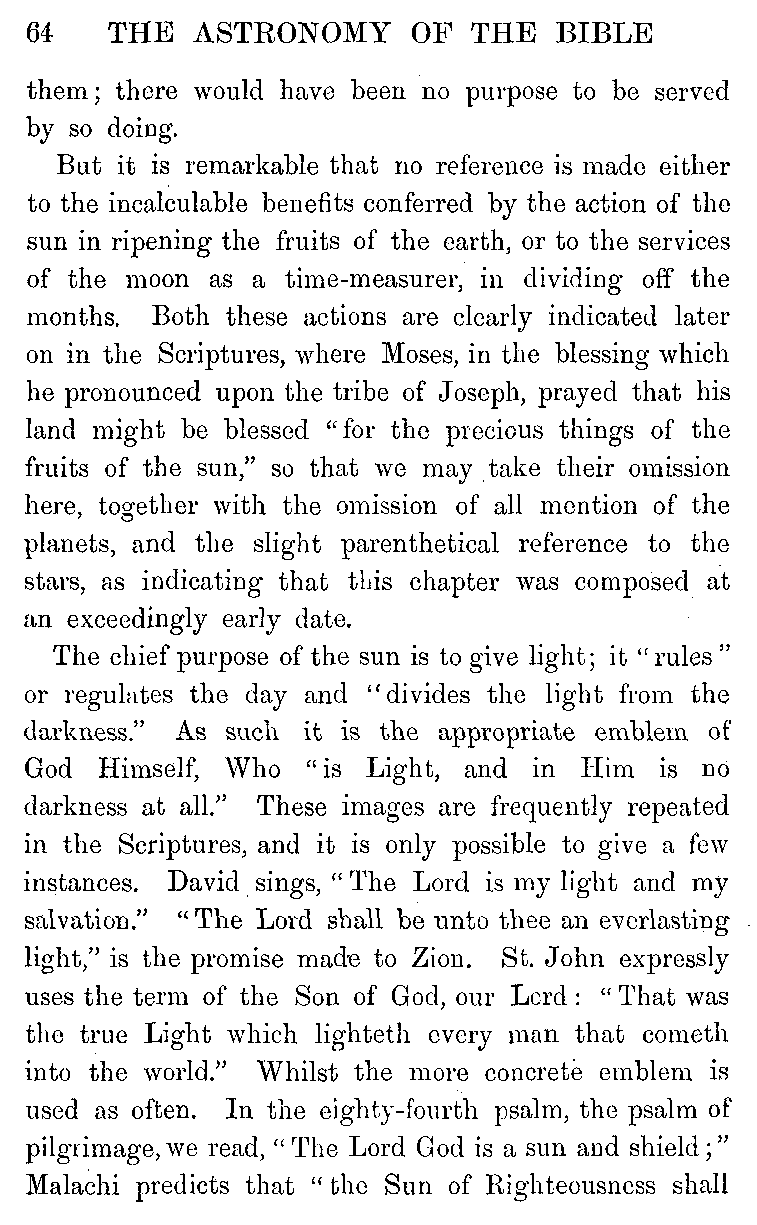 64 THE ASTRONOMY OF THE BIBLE
them; there would have been no purpose to be served
by so doing.
But it is remarkable that no reference is made either
to the incalculable benefits conferred by the action of the
sun in ripening the fruits of the earth, or to the services
of the moon as a time-measurer, in dividing off the
months. Both these actions are clearly indicated later
on in the Scriptures, where Moses, in the blessing which
he pronounced upon the tribe of Joseph, prayed that his
land might be blessed "for the precious things of the
fruits of the sun," so that we may take their omission
here, together with the omission of all mention of the
planets, and the slight parenthetical reference to the
stars, as indicating that this chapter was composed at
an exceedingly early date.
The chief purpose of the sun is to give light; it "rules"
or regulates the day and "divides the light from the
darkness." As such it is the appropriate emblem of
God Himself, Who "is Light, and in Him is no
darkness at all." These images are frequently repeated
in the Scriptures, and it is only possible to give a few
instances. David sings, "The Lord is my light and my
salvation." "The Lord shall be unto thee an everlasting
light," is the promise made to Zion. St. John expressly
uses the term of the Son of God, our Lord: "That was
the true Light which lighteth every man that cometh
into the world." Whilst the more concrete emblem is
used as often. In the eighty-fourth psalm, the psalm of
pilgrimage, we read, "The Lord God is a sun and shield;"
Malachi predicts that "the Sun of Righteousness shall